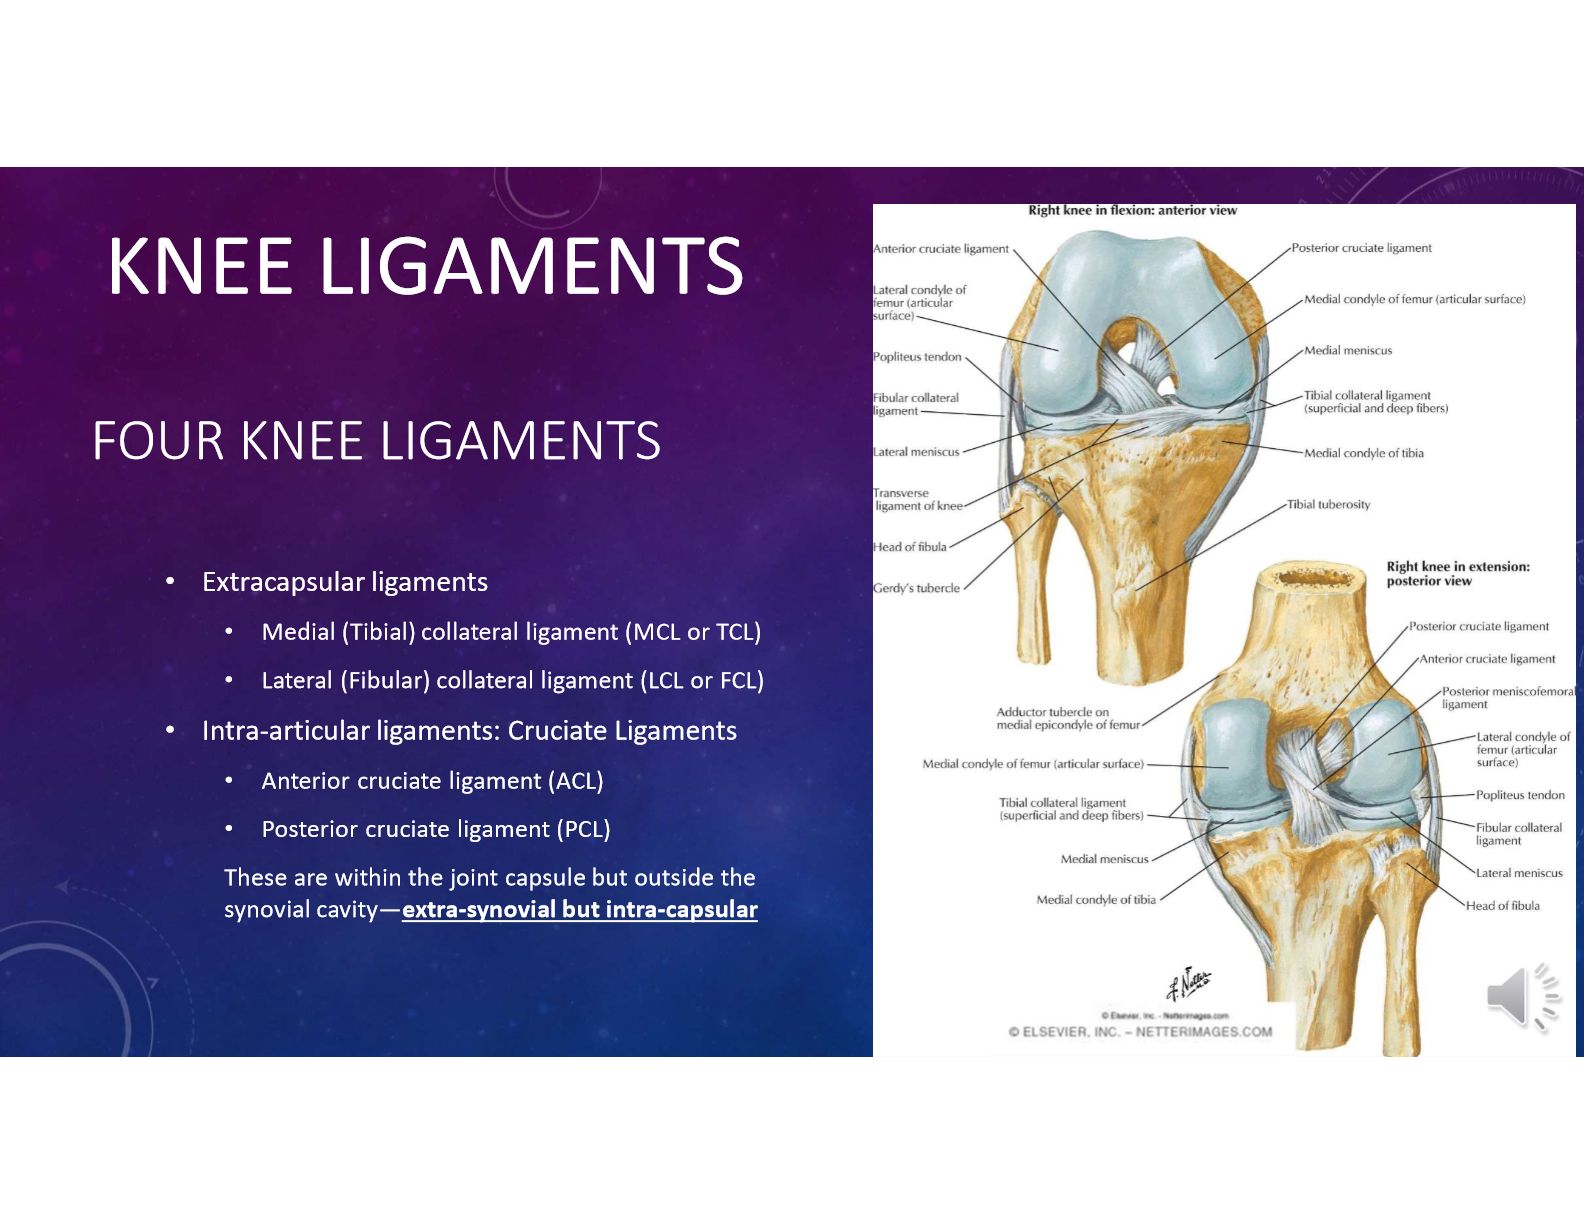 KNEE LIGAMENTS
FOUR KNEE LIGAMENTS
• Extracapsular ligaments
• Medial (Tibial) collateral ligament (MCL or TCL)
• Lateral (Fibular) collateral ligament (LCL or FCL)
• Intra-articular ligaments: Cruciate Ligaments
• Anterior cruciate ligament (ACL)
• Posterior cruciate ligament (PCL)
These are within the joint capsule but outside the
synovial cavity—extra-synovial but intra-capsular
Right knee in flexion: anterior view
Anterior cruciate ligament
Lateral condyle of
femur (articular
surface)
Popliteus tendon
Fibular collateral
ligament
Lateral meniscus
Transverse
ligament of knee
Head of fibula
Gerdy's tubercle
Posterior cruciate ligament
Medial condyle of femur (articular surface)
Medial meniscus
Tibial collateral ligament
(superficial and deep fibers)
Medial condyle of tibia
Tibial tuberosity
Right knee in extension:
posterior view
Adductor tubercle on
medial epicondyle of femur
Medial condyle of femur (articular surface)
Tibial collateral ligament
(superficial and deep fibers)
Medial meniscus
Medial condyle of tibia
Posterior cruciate ligament
Anterior cruciate ligament
Posterior meniscofemoral
ligament
Lateral condyle of
femur (articular
surface)
Popliteus tendon
Fibular collateral
ligament
Lateral meniscus
Head of fibula
F. Netter
M.D.
© Elsevier, Inc. - Netterimages.com
© ELSEVIER, INC. – NETTERIMAGES.COM